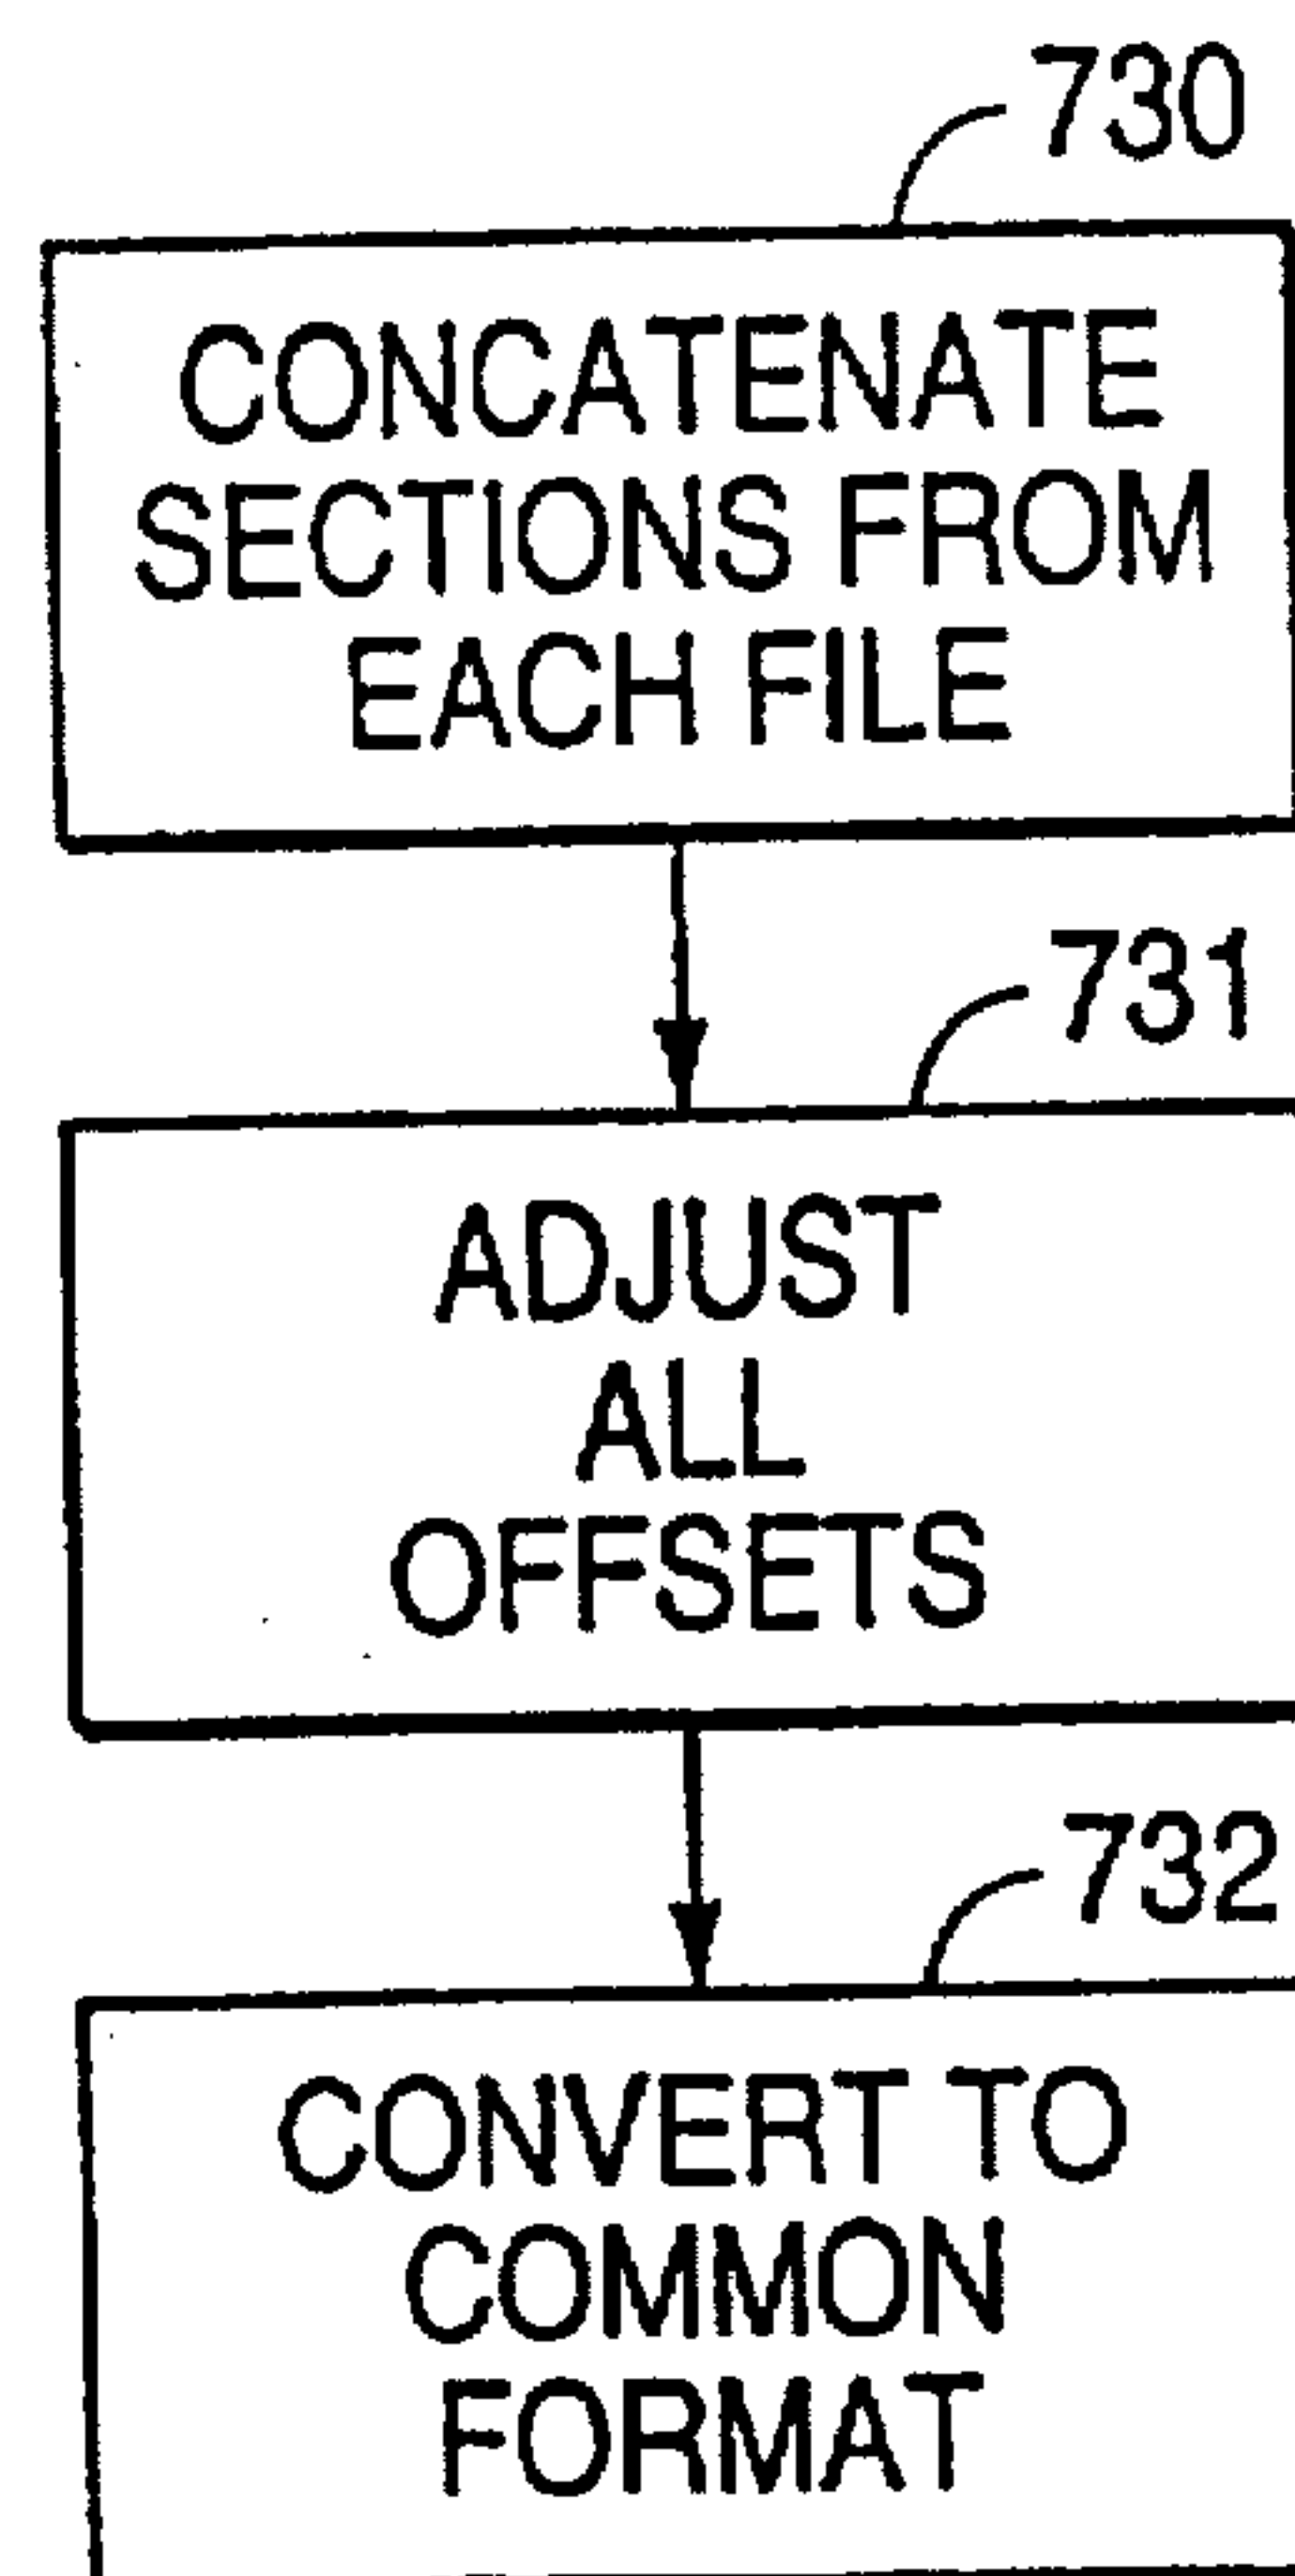 730
CONCATENATE
SECTIONS FROM
EACH FILE
731
ADJUST
ALL
OFFSETS
732
CONVERT TO
COMMON
FORMAT